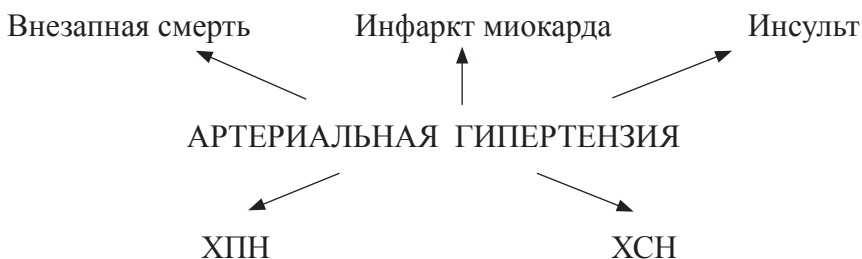 Внезапная смерть Инфаркт миокарда Инсульт
АРТЕРИАЛЬНАЯ ГИПЕРТЕНЗИЯ
ХПН ХСН